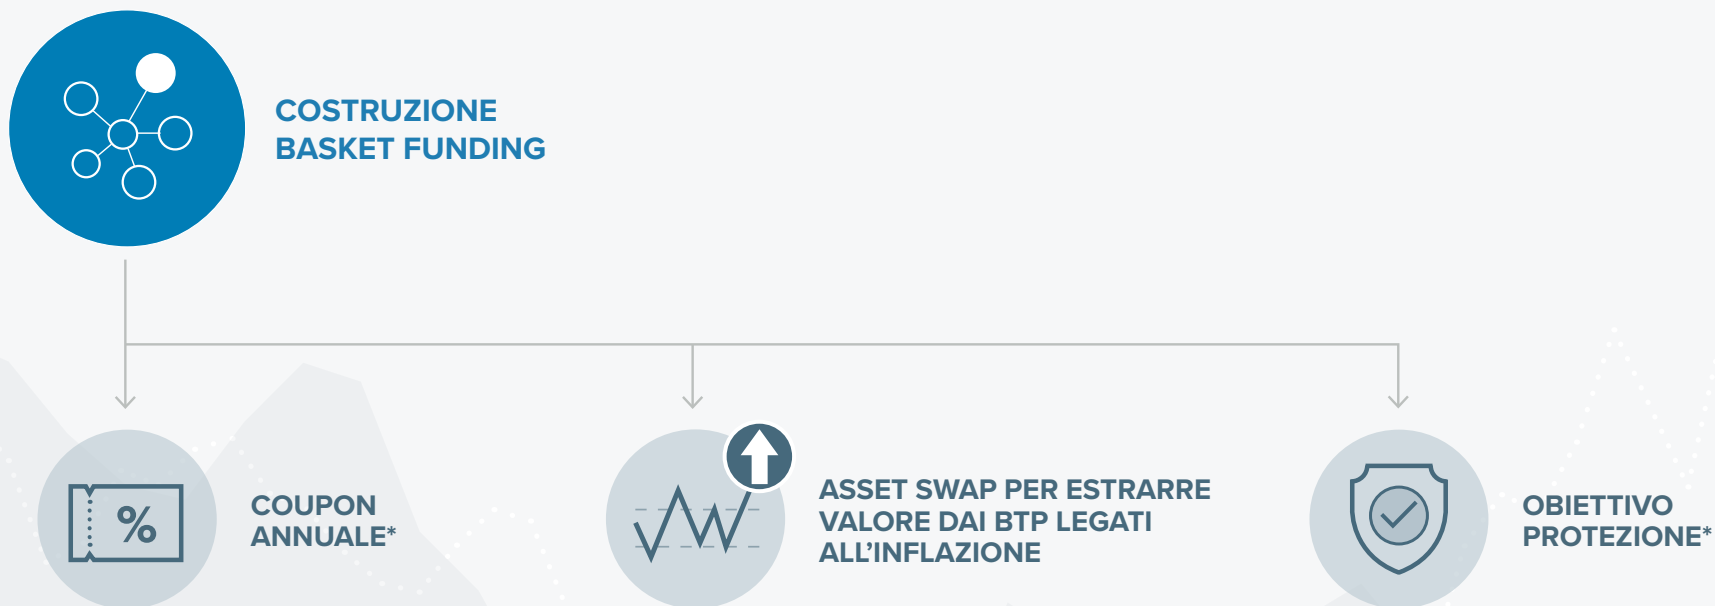 COSTRUZIONE
BASKET FUNDING
%
COUPON
ANNUALE*
ASSET SWAP PER ESTRARRE
VALORE DAI BTP LEGATI
ALL'INFLAZIONE
OBIETTIVO
PROTEZIONE*